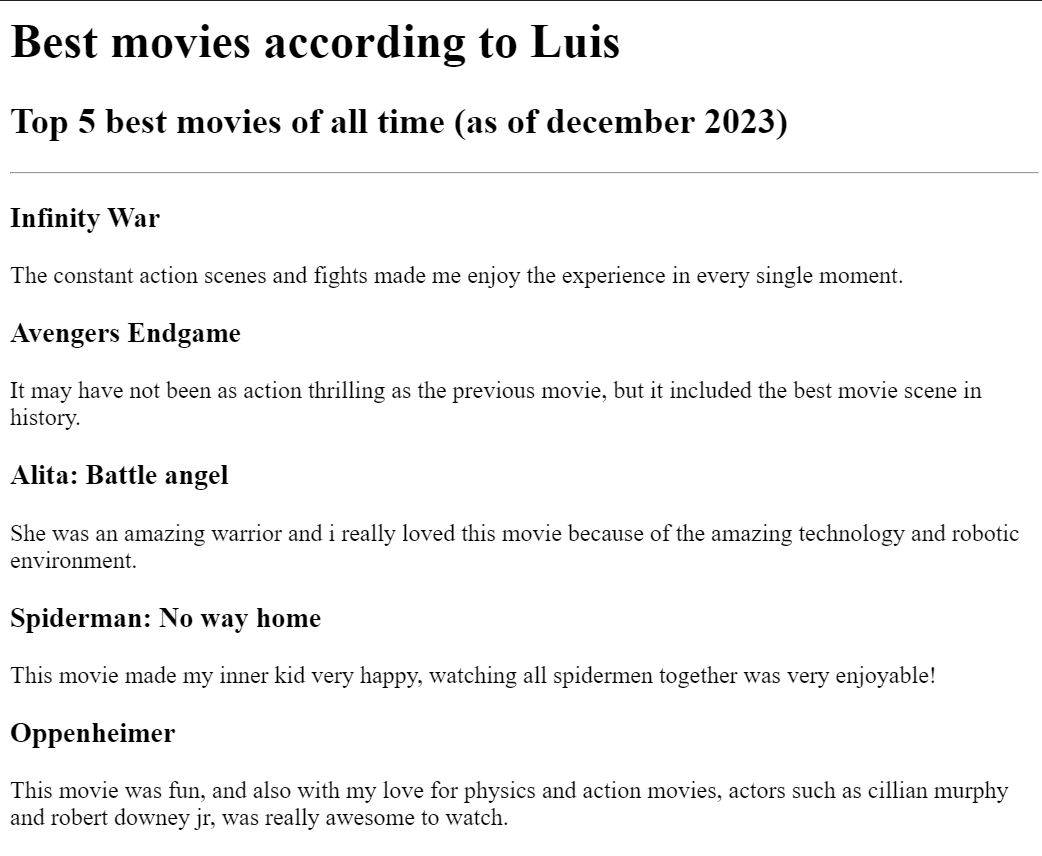 Best movies according to Luis
Top 5 best movies of all time (as of december 2023)
Infinity War
The constant action scenes and fights made me enjoy the experience in every single moment.
Avengers Endgame
It may have not been as action thrilling as the previous movie, but it included the best movie scene in
history.
Alita: Battle angel
She was an amazing warrior and i really loved this movie because of the amazing technology and robotic
environment.
Spiderman: No way home
This movie made my inner kid very happy, watching all spidermen together was very enjoyable!
Oppenheimer
This movie was fun, and also with my love for physics and action movies, actors such as cillian murphy
and robert downey jr, was really awesome to watch.